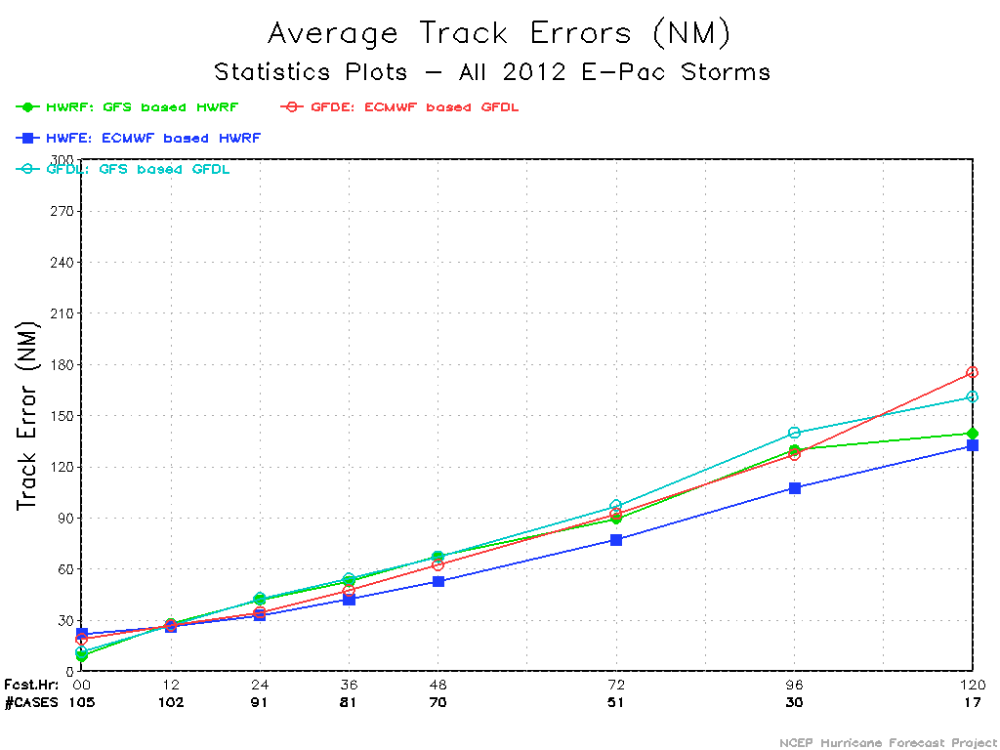 Average Track Errors (NM)
Statistics Plots – All 2012 E-Pac Storms
HWRF: GFS based HWRF GFDE: ECMWF based GFDL
HWFE: ECMWF based HWRF
GFDL: GFS based GFDL
300
270
240
210
180
150
120
90
60
30
0
Track Error (NM)
Fcst.Hr: 00 12 24 36 48 72 96 120
#CASES 105 102 91 81 70 51 30 17
NCEP Hurricane Forecast Project